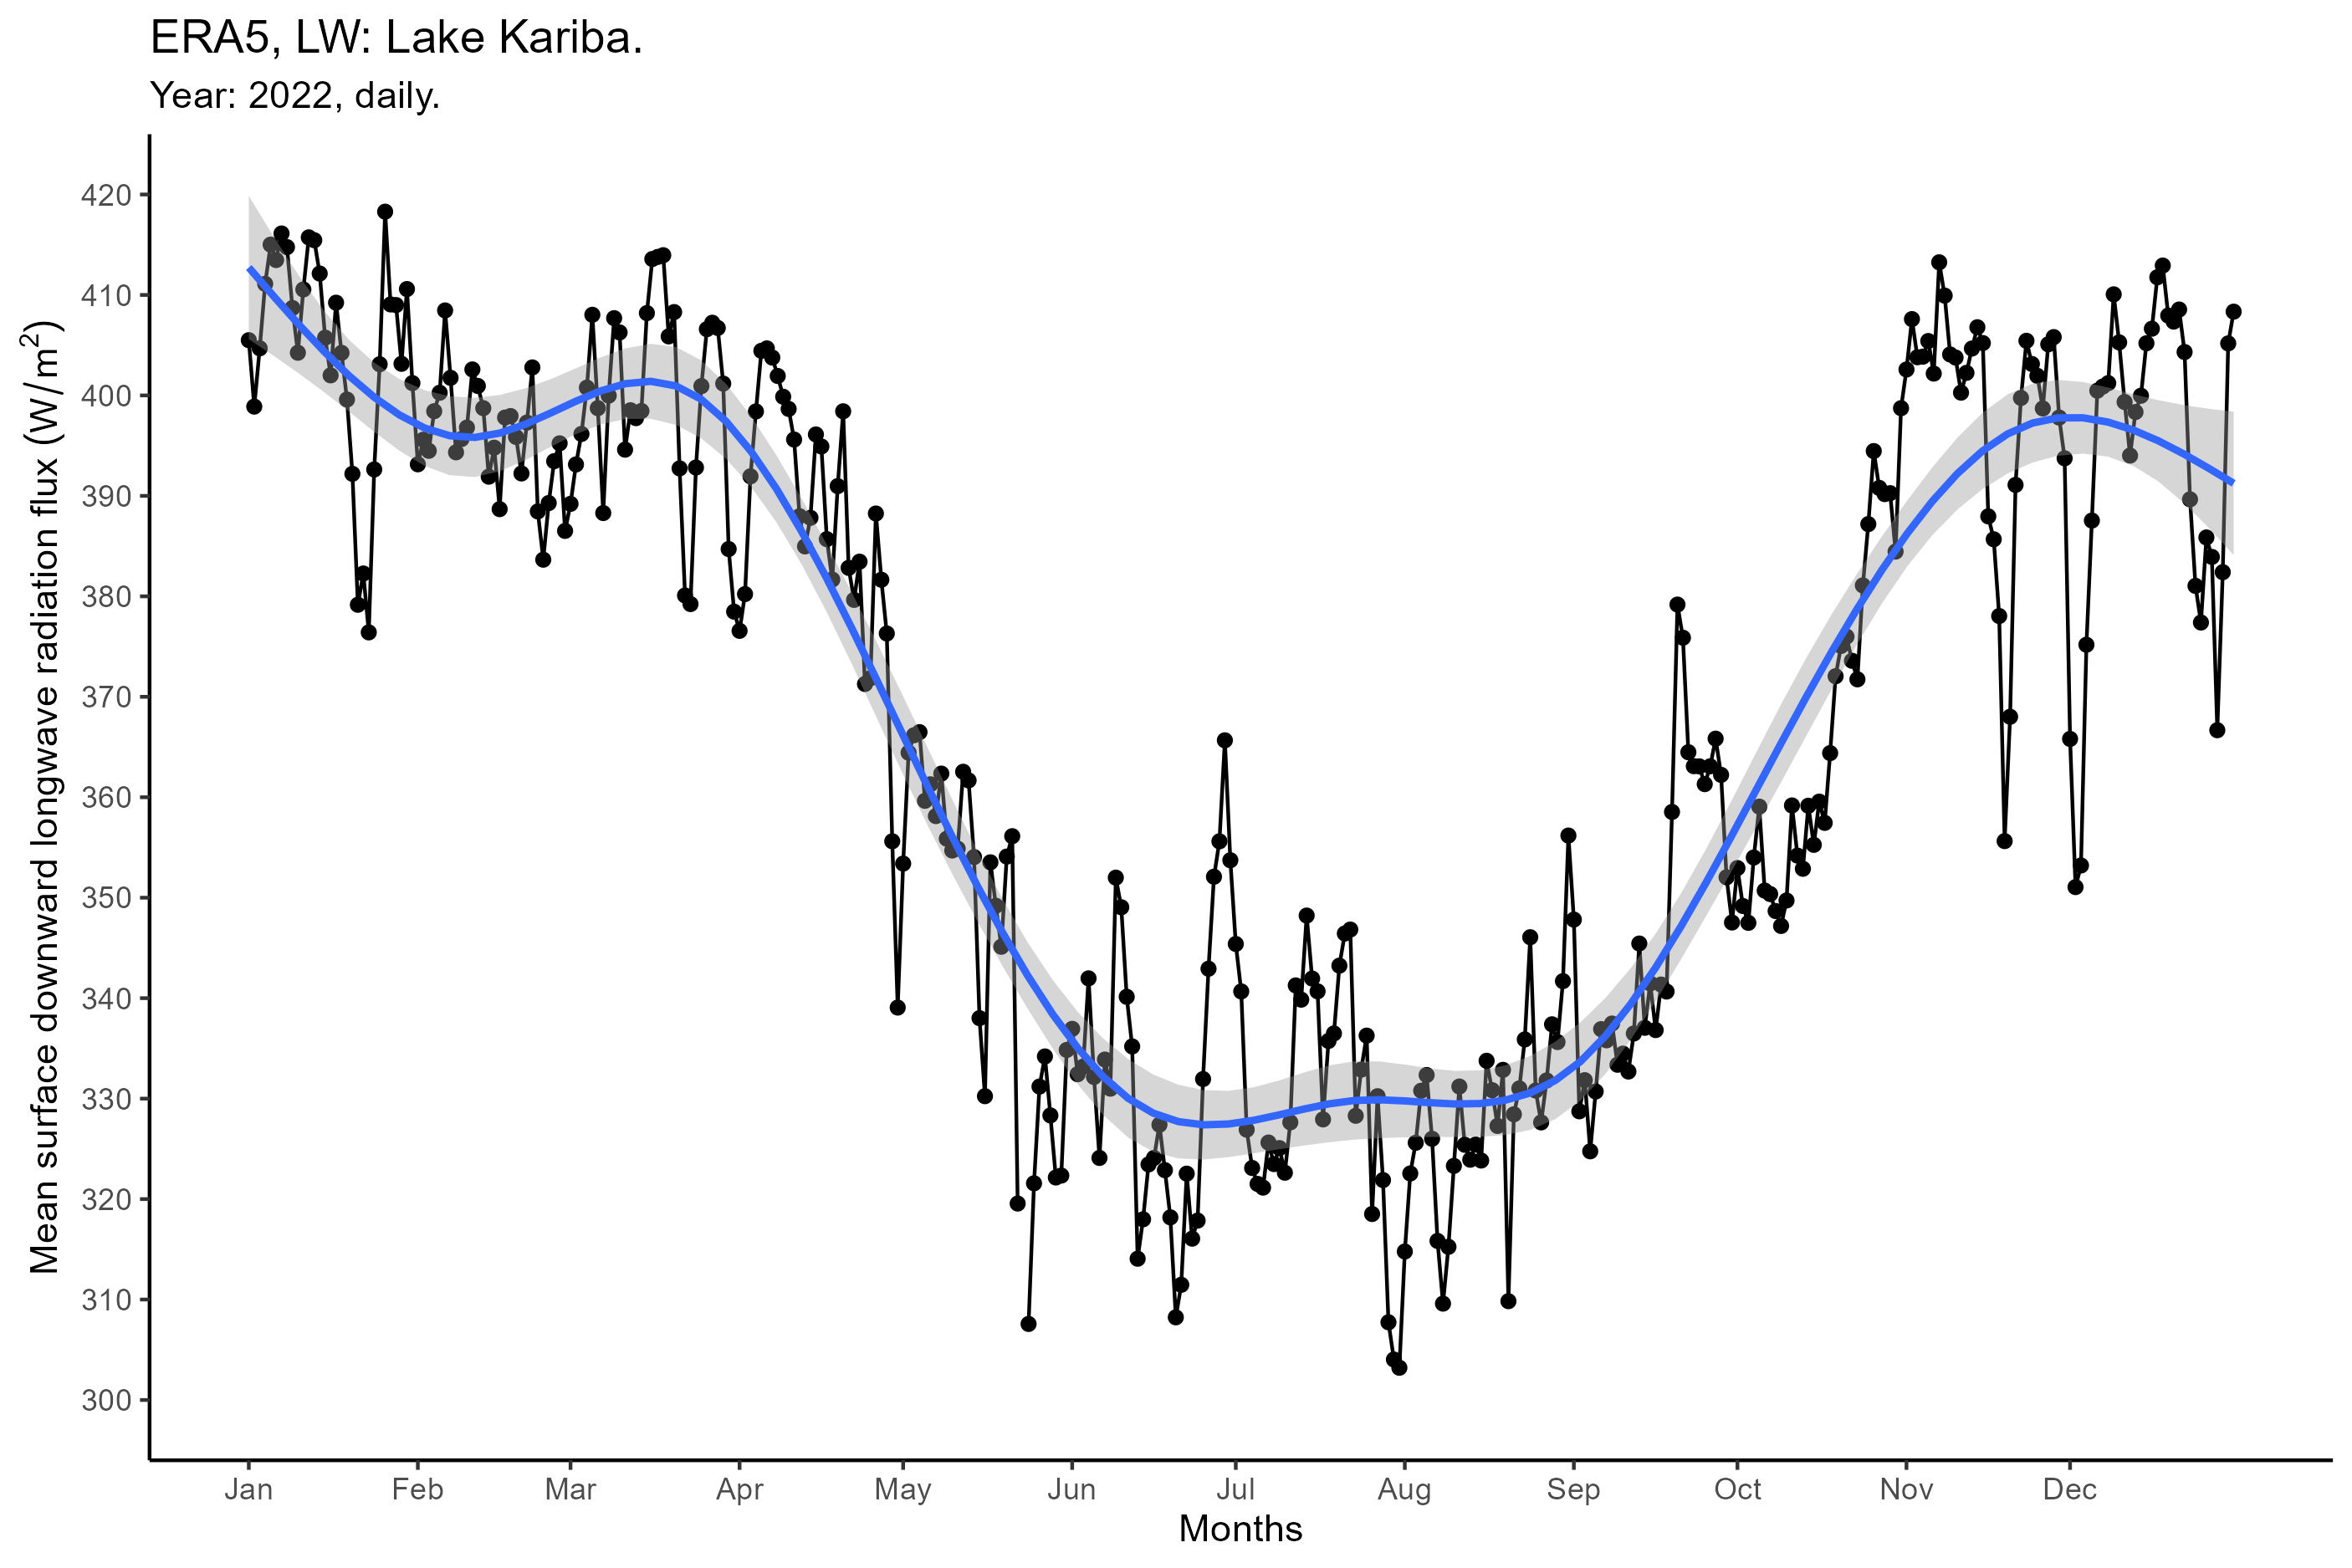 ERA5, LW: Lake Kariba.
Year: 2022, daily.
Mean surface downward longwave radiation flux (W/m²)
420
410
400
390
380
370
360
350
340
330
320
310
300
Jan Feb Mar Apr May Jun Jul Aug Sep Oct Nov Dec
Months